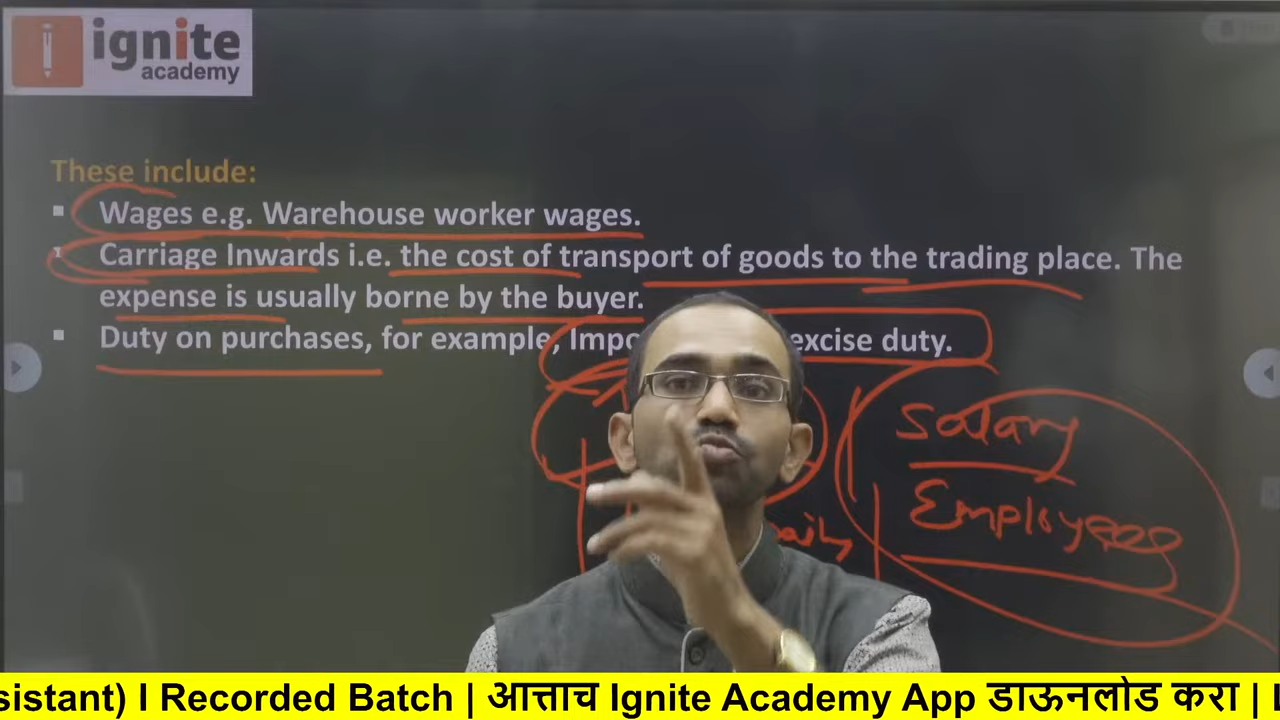 ignite
academy
These include:
▪ Wages e.g. Warehouse worker wages.
Carriage Inwards i.e. the cost of transport of goods to the trading place. The
expense is usually borne by the buyer.
▪ Duty on purchases, for example, excise duty.
Salary
Employees
sistant) I Recorded Batch | आत्ताच Ignite Academy App डाऊनलोड करा |